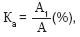 Kₐ = A₁/A (%),